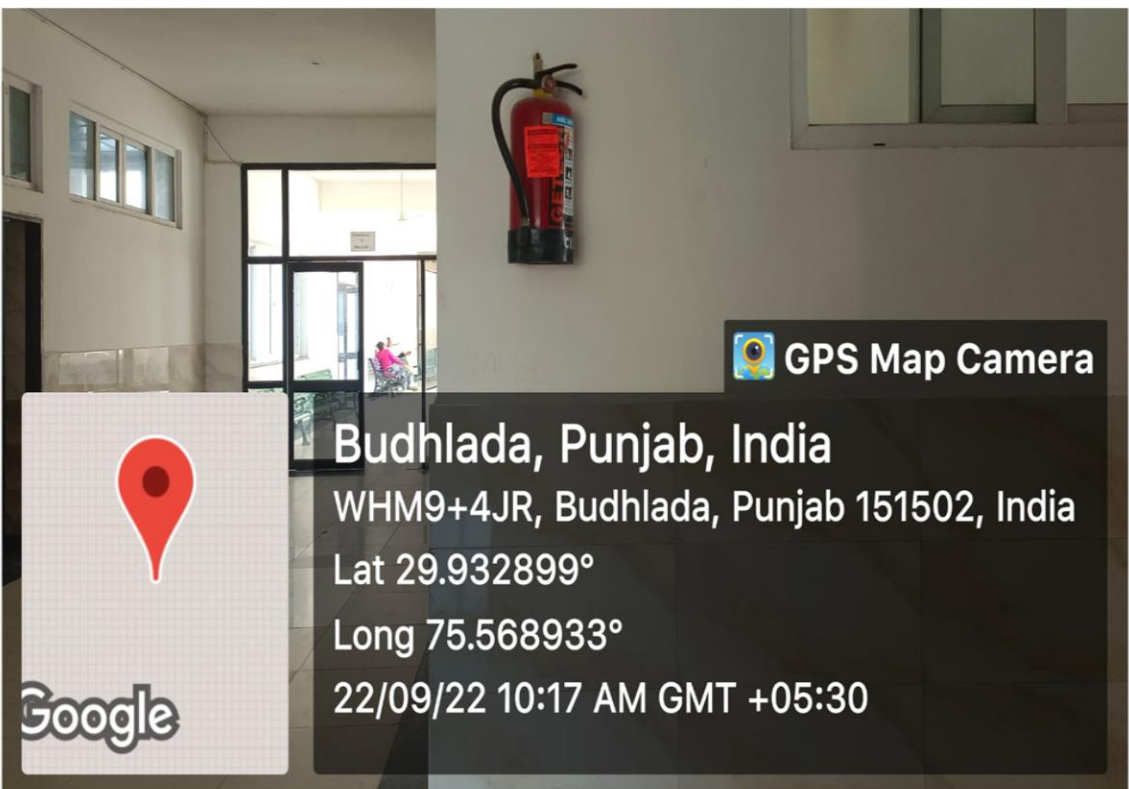 GPS Map Camera
Budhlada, Punjab, India
WHM9+4JR, Budhlada, Punjab 151502, India
Lat 29.932899°
Long 75.568933°
22/09/22 10:17 AM GMT +05:30
Google